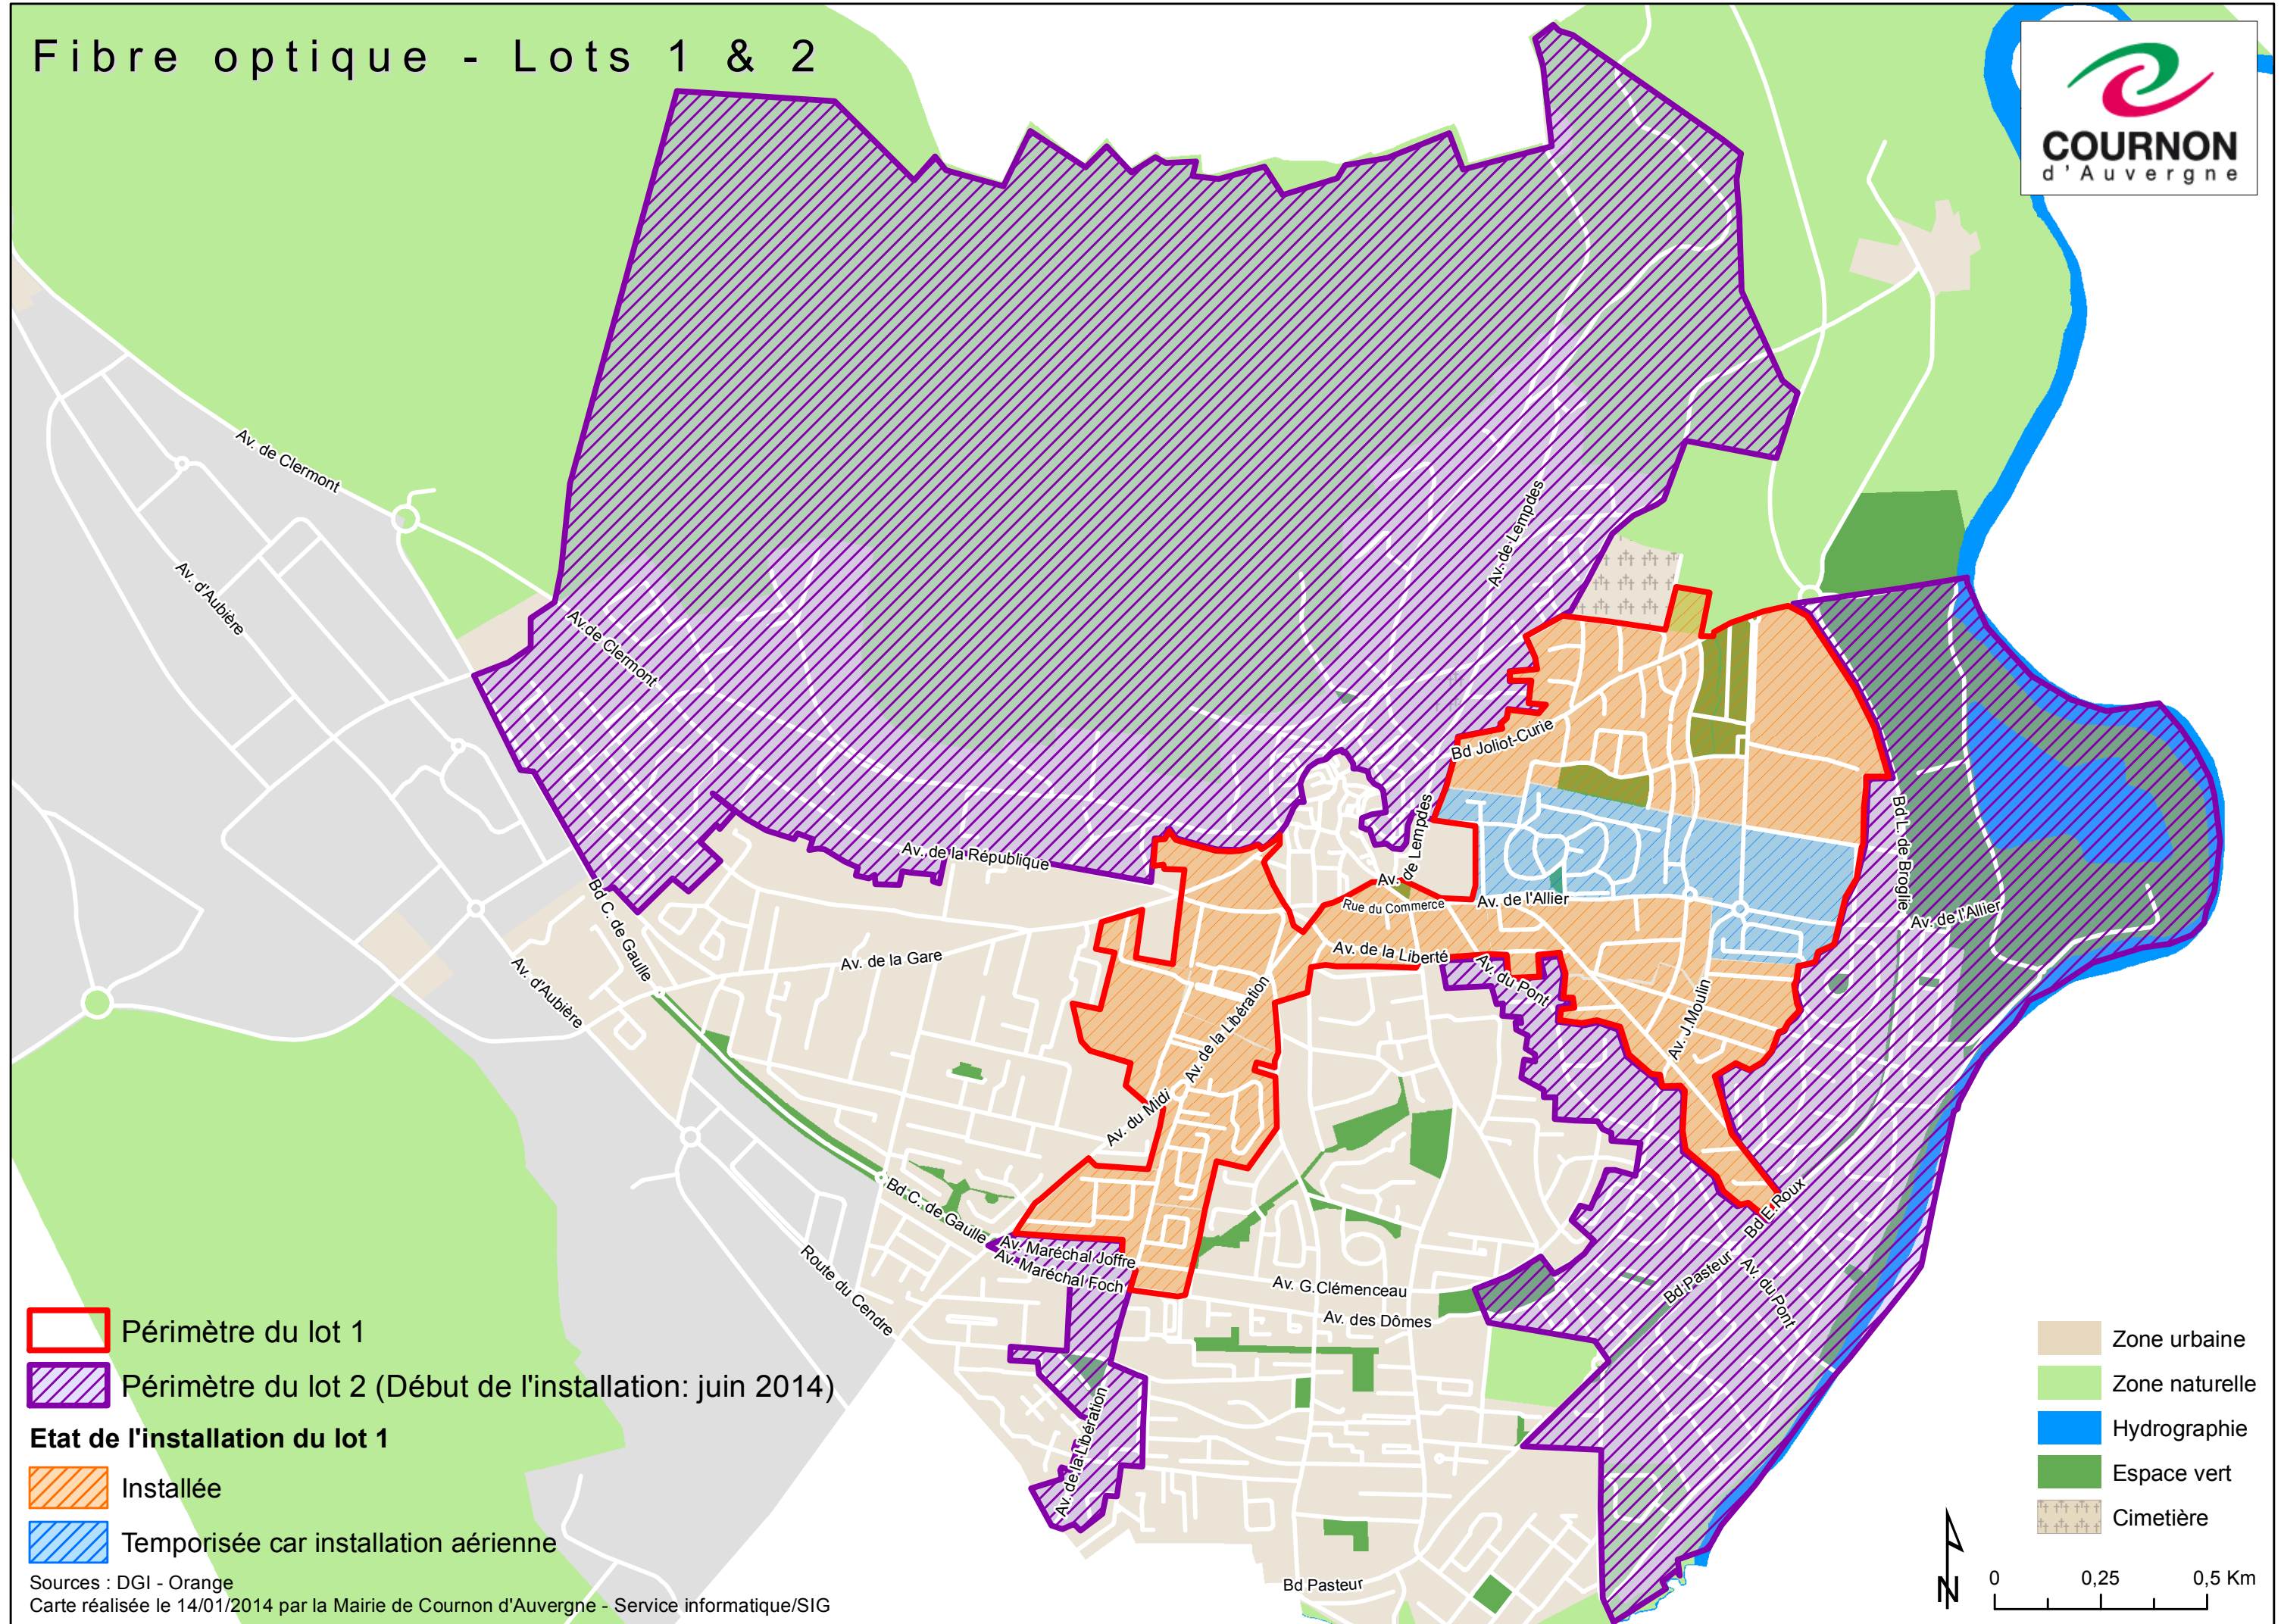 Fibre optique - Lots 1 & 2
COURNON
d'Auvergne
Av. de Clermont
Av. d'Aubière
Av. de Lempdes
Av.de Clermont
Bd Joliot-Curie
Av. de Lempdes
Av. de la République
Bd L. de Broglie
Av. de l'Allier
Rue du Commerce
Av. de l'Allier
Bd C. de Gaulle
Av. de la Gare
Av. de la Liberté
Av. du Pont
Av. d'Aubière
Av. de la Libération
Av. J.Moulin
Av. du Midi
Bd C. de Gaulle
Av. Maréchal Joffre
Av. Maréchal Foch
Bd E.Roux
Bd Pasteur
Av. du Pont
Route du Cendre
Av. G.Clémenceau
Av. des Dômes
Av. de la Libération
Bd Pasteur
Périmètre du lot 1
Périmètre du lot 2 (Début de l'installation: juin 2014)
Etat de l'installation du lot 1
Installée
Temporisée car installation aérienne
Sources : DGI - Orange
Carte réalisée le 14/01/2014 par la Mairie de Cournon d'Auvergne - Service informatique/SIG
Zone urbaine
Zone naturelle
Hydrographie
Espace vert
Cimetière
N
0 0,25 0,5 Km